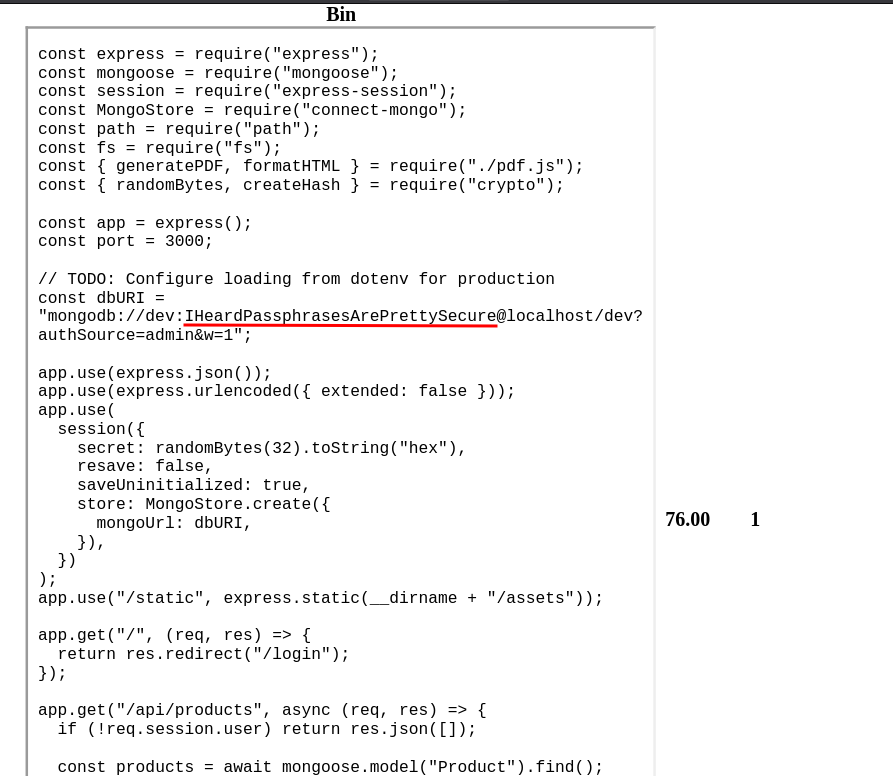 Bin
const express = require("express");
const mongoose = require("mongoose");
const session = require("express-session");
const MongoStore = require("connect-mongo");
const path = require("path");
const fs = require("fs");
const { generatePDF, formatHTML } = require("./pdf.js");
const { randomBytes, createHash } = require("crypto");

const app = express();
const port = 3000;

// TODO: Configure loading from dotenv for production
const dbURI =
"mongodb://dev:IHeardPassphrasesArePrettySecure@localhost/dev?
authSource=admin&w=1";

app.use(express.json());
app.use(express.urlencoded({ extended: false }));
app.use(
  session({
    secret: randomBytes(32).toString("hex"),
    resave: false,
    saveUninitialized: true,
    store: MongoStore.create({
      mongoUrl: dbURI,
    }),
  })
);
app.use("/static", express.static(__dirname + "/assets"));

app.get("/", (req, res) => {
  return res.redirect("/login");
});

app.get("/api/products", async (req, res) => {
  if (!req.session.user) return res.json([]);

  const products = await mongoose.model("Product").find();
76.00 1